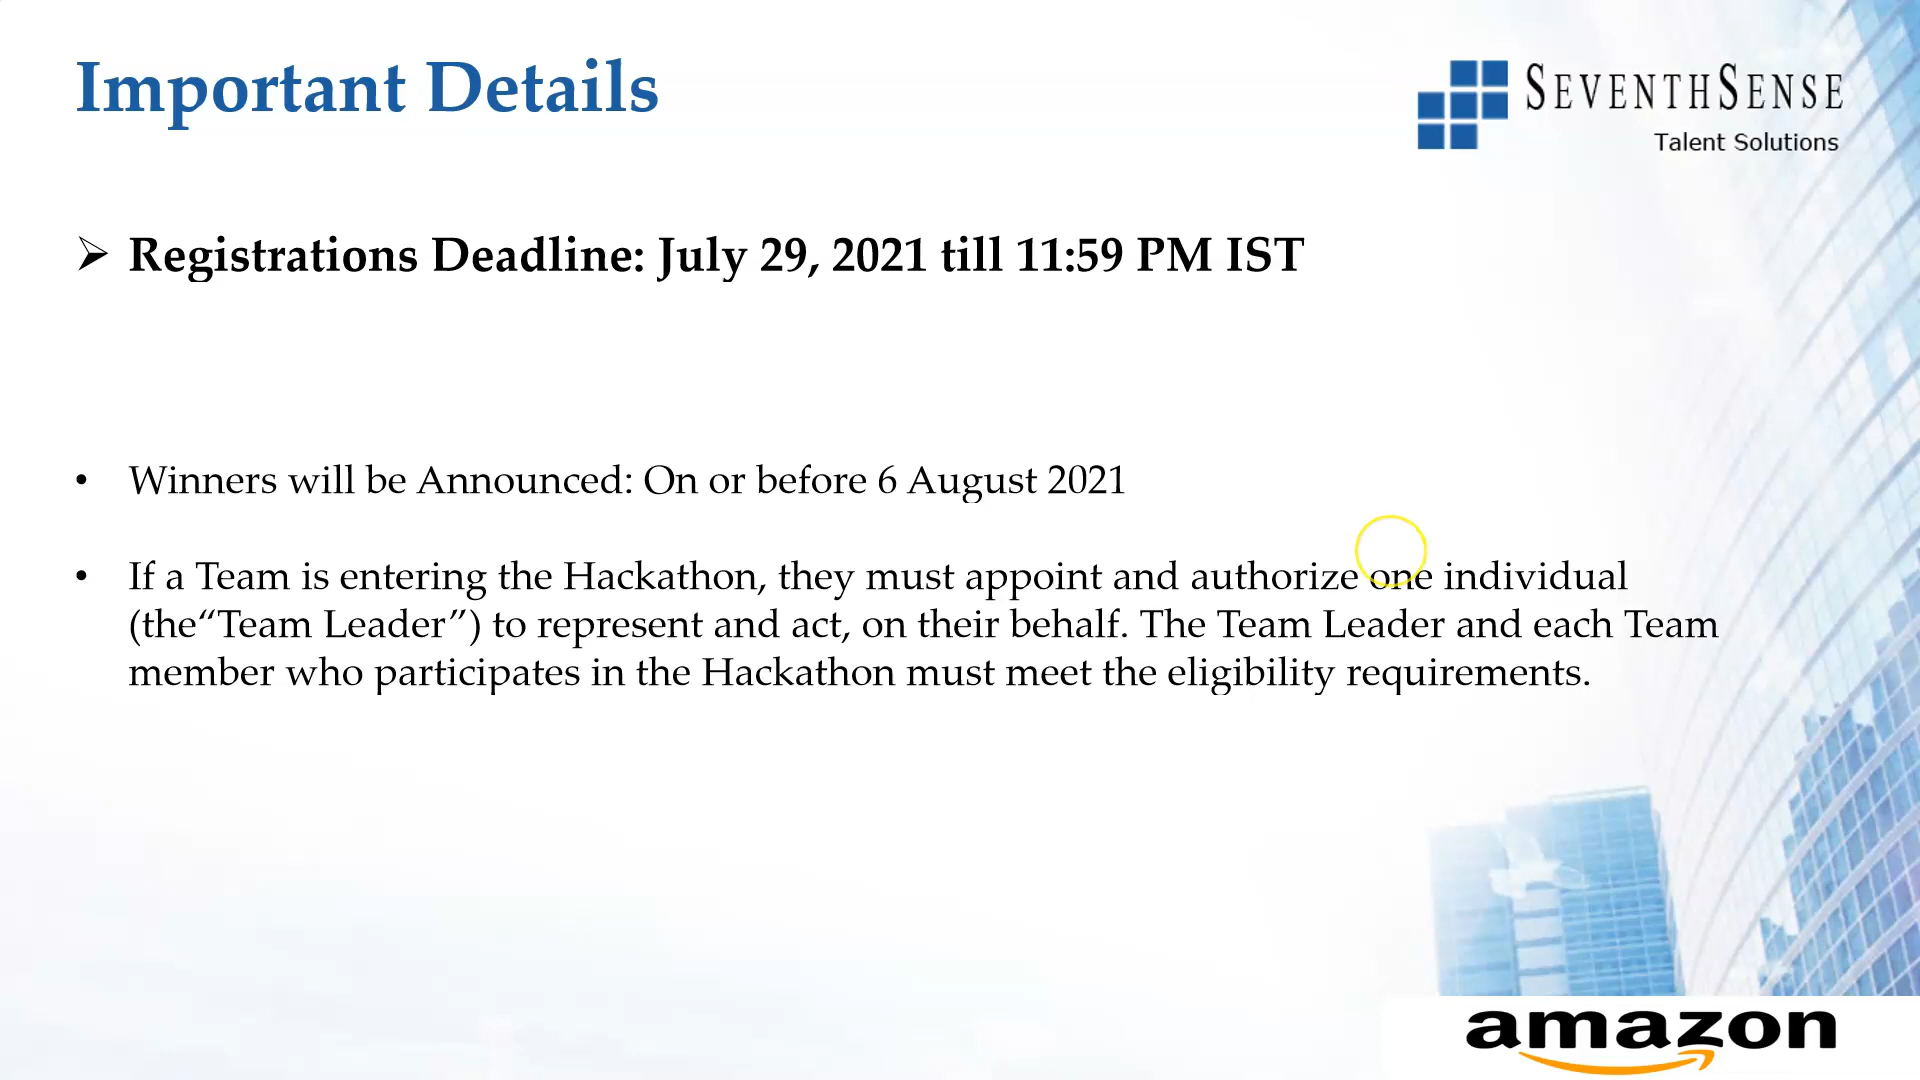 Important Details
SEVENTHSENSE
Talent Solutions
➢ Registrations Deadline: July 29, 2021 till 11:59 PM IST
• Winners will be Announced: On or before 6 August 2021
• If a Team is entering the Hackathon, they must appoint and authorize one individual
(the“Team Leader”) to represent and act, on their behalf. The Team Leader and each Team
member who participates in the Hackathon must meet the eligibility requirements.
amazon